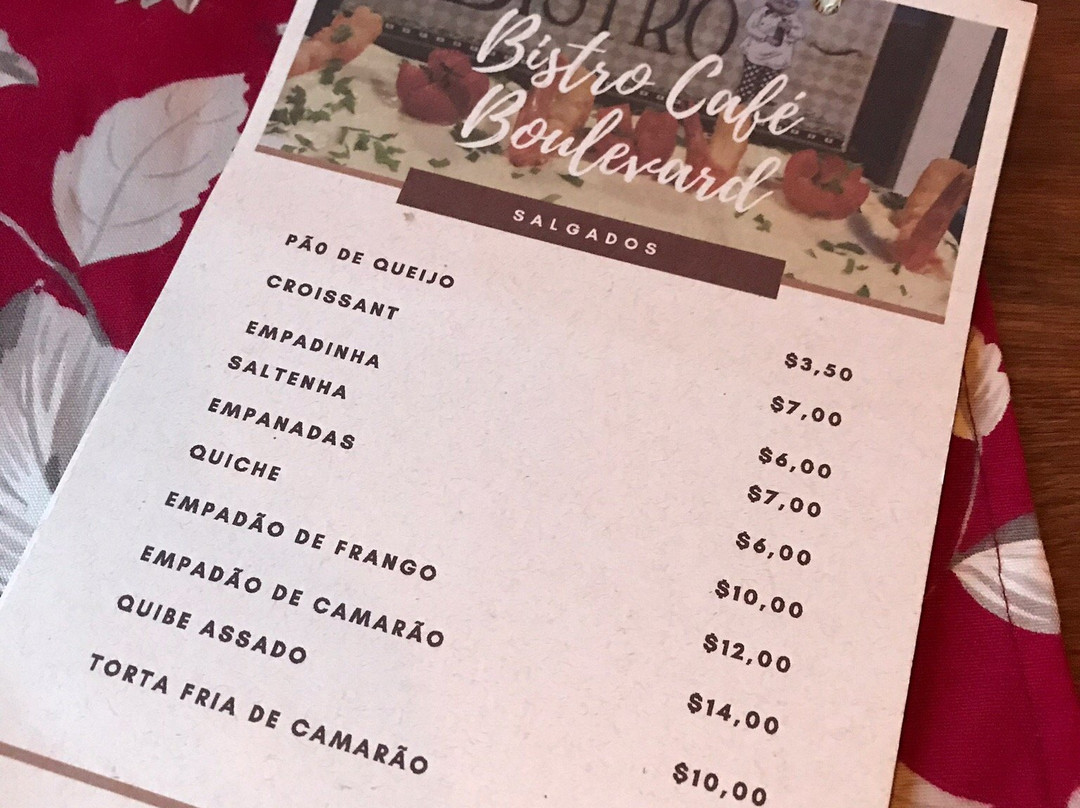 BISTRO
Bistro Café
Boulevard
SALGADOS
PÃO DE QUEIJO $3,50
CROISSANT $7,00
EMPADINHA $6,00
SALTENHA $7,00
EMPANADAS $6,00
QUICHE $10,00
EMPADÃO DE FRANGO $12,00
EMPADÃO DE CAMARÃO $14,00
QUIBE ASSADO $10,00
TORTA FRIA DE CAMARÃO